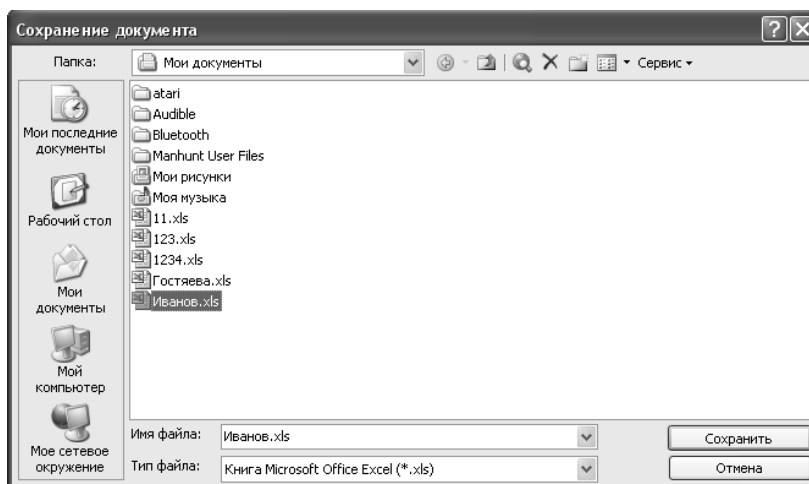 Сохранение документа
Папка:
Мои документы
Сервис
Мои последние
документы
Рабочий стол
Мои
документы
Мой
компьютер
Мое сетевое
окружение
atari
Audible
Bluetooth
Manhunt User Files
Мои рисунки
Моя музыка
11.xls
123.xls
1234.xls
Гостяева.xls
Иванов.xls
Имя файла:
Иванов.xls
Сохранить
Тип файла:
Книга Microsoft Office Excel (*.xls)
Отмена